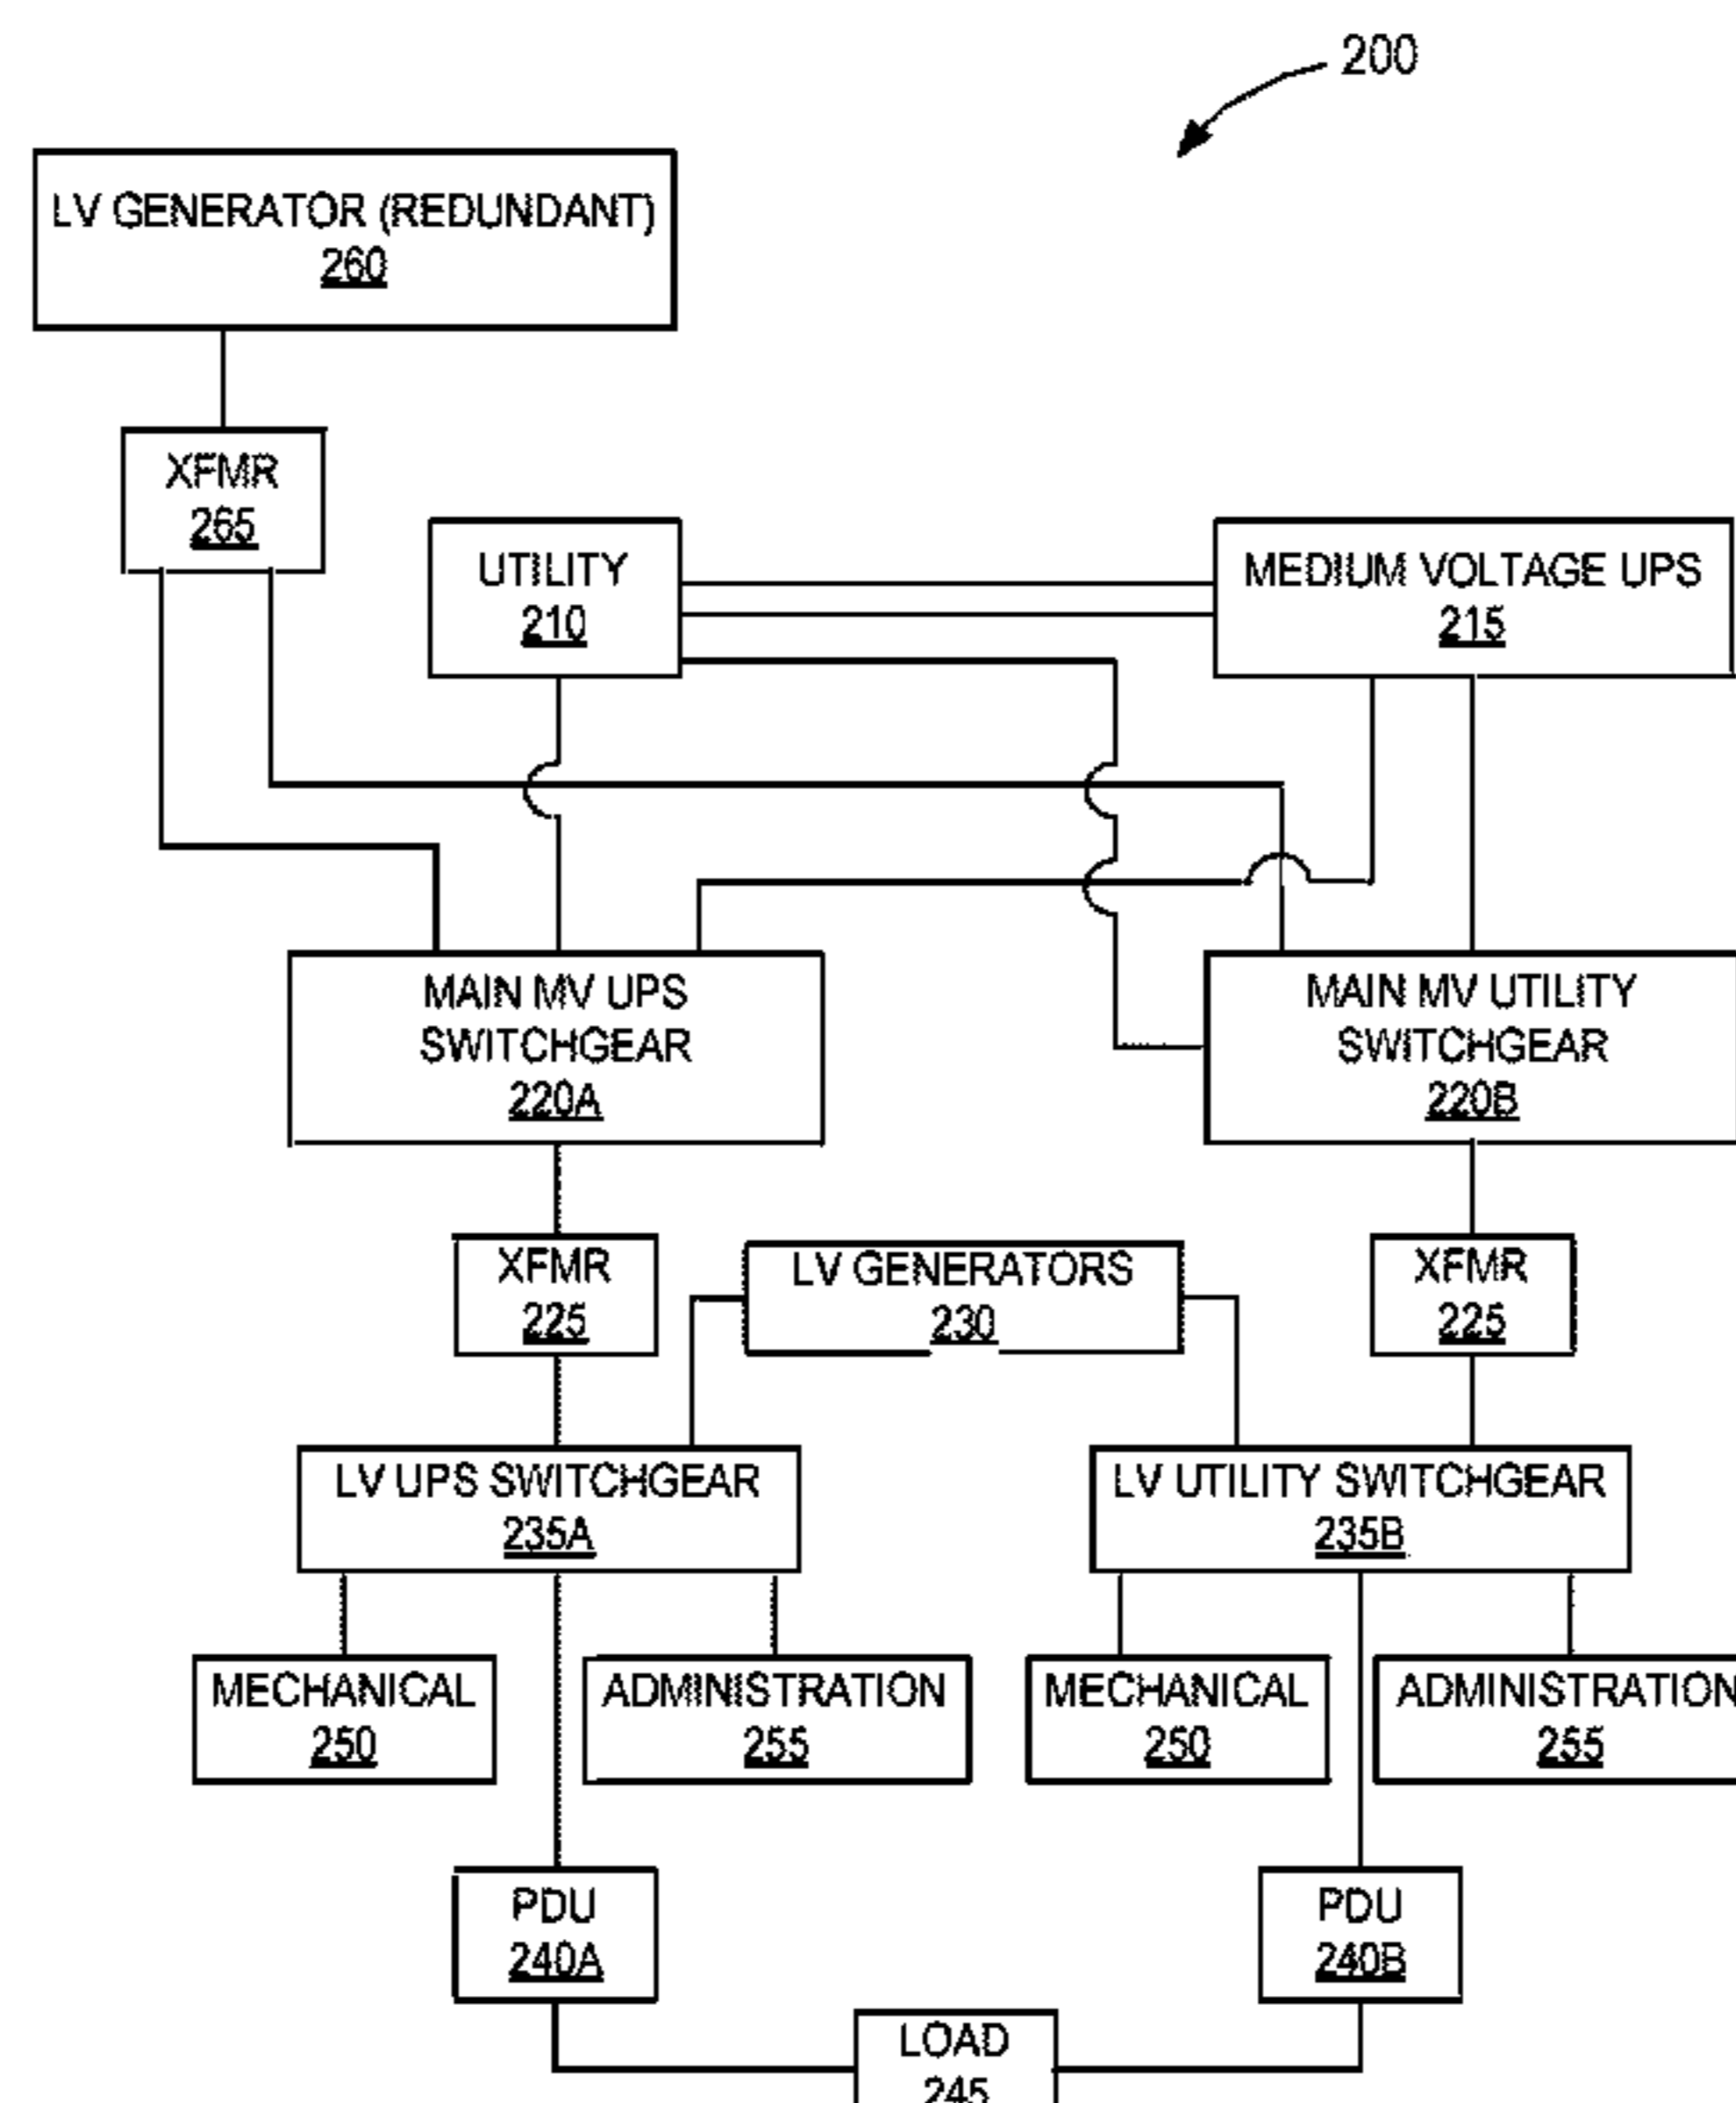 200
LV GENERATOR (REDUNDANT)
260
XFMR
265
UTILITY
210
MEDIUM VOLTAGE UPS
215
MAIN MV UPS
SWITCHGEAR
220A
MAIN MV UTILITY
SWITCHGEAR
220B
XFMR
225
LV GENERATORS
230
XFMR
225
LV UPS SWITCHGEAR
235A
LV UTILITY SWITCHGEAR
235B
MECHANICAL
250
ADMINISTRATION
255
MECHANICAL
250
ADMINISTRATION
255
PDU
240A
PDU
240B
LOAD
245